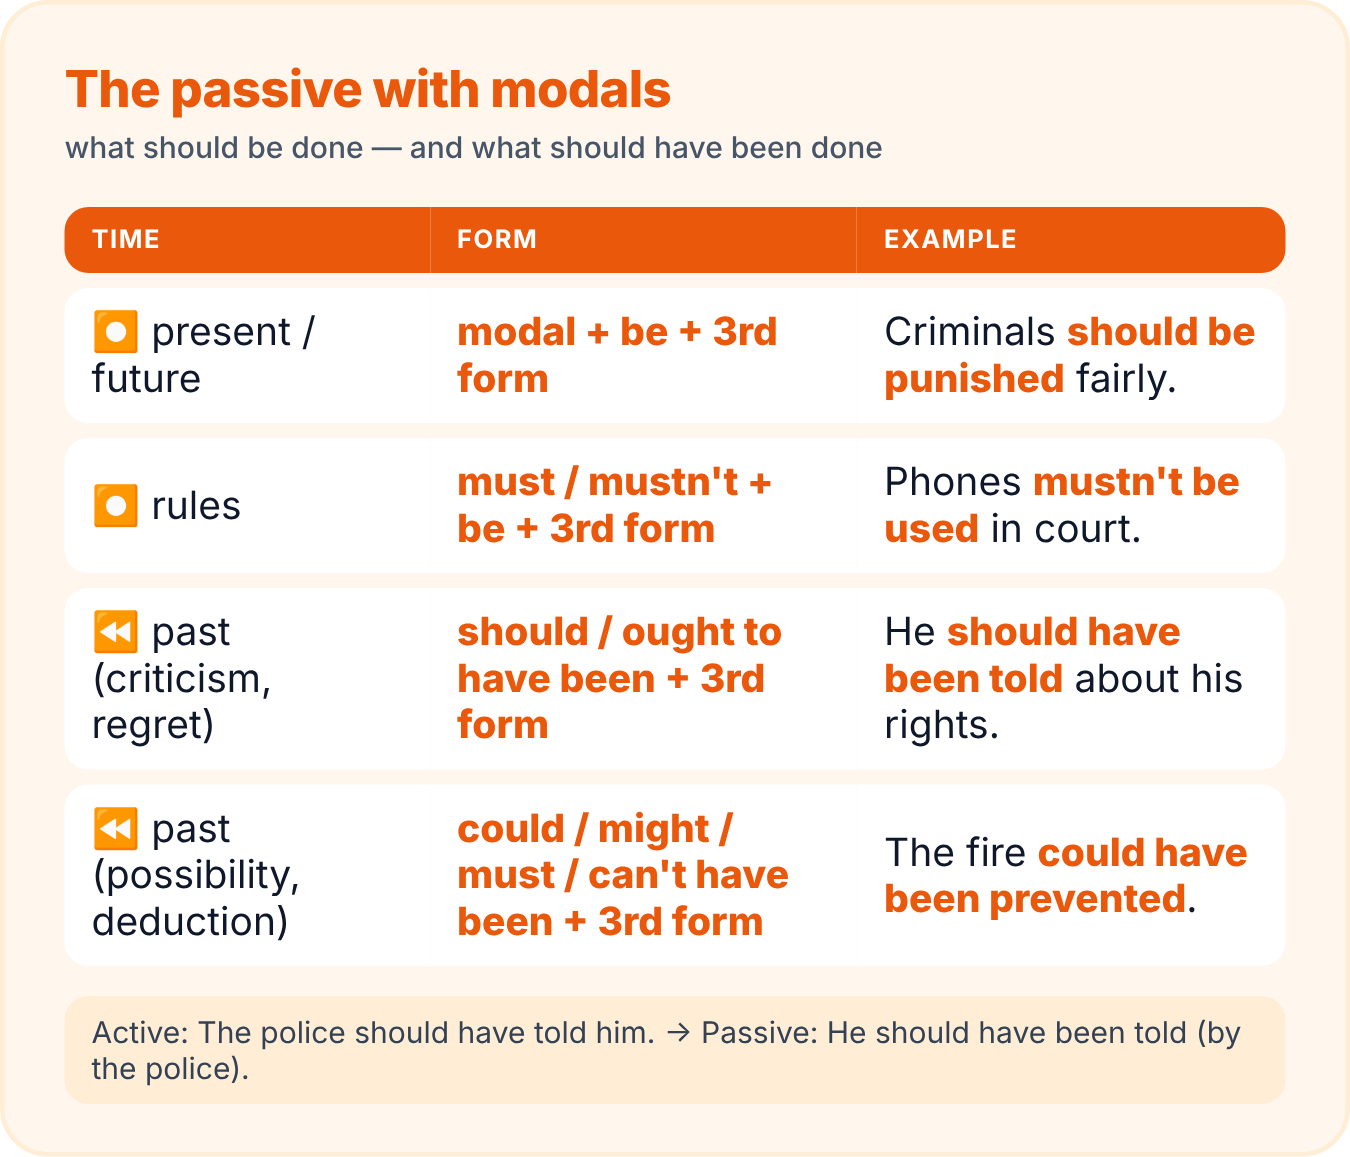 The passive with modals
what should be done — and what should have been done
TIME
FORM
EXAMPLE
present /
future
modal + be + 3rd
form
Criminals should be
punished fairly.
rules
must / mustn't +
be + 3rd form
Phones mustn't be
used in court.
past
(criticism,
regret)
should / ought to
have been + 3rd
form
He should have
been told about his
rights.
past
(possibility,
deduction)
could / might /
must / can't have
been + 3rd form
The fire could have
been prevented.
Active: The police should have told him. → Passive: He should have been told (by
the police).